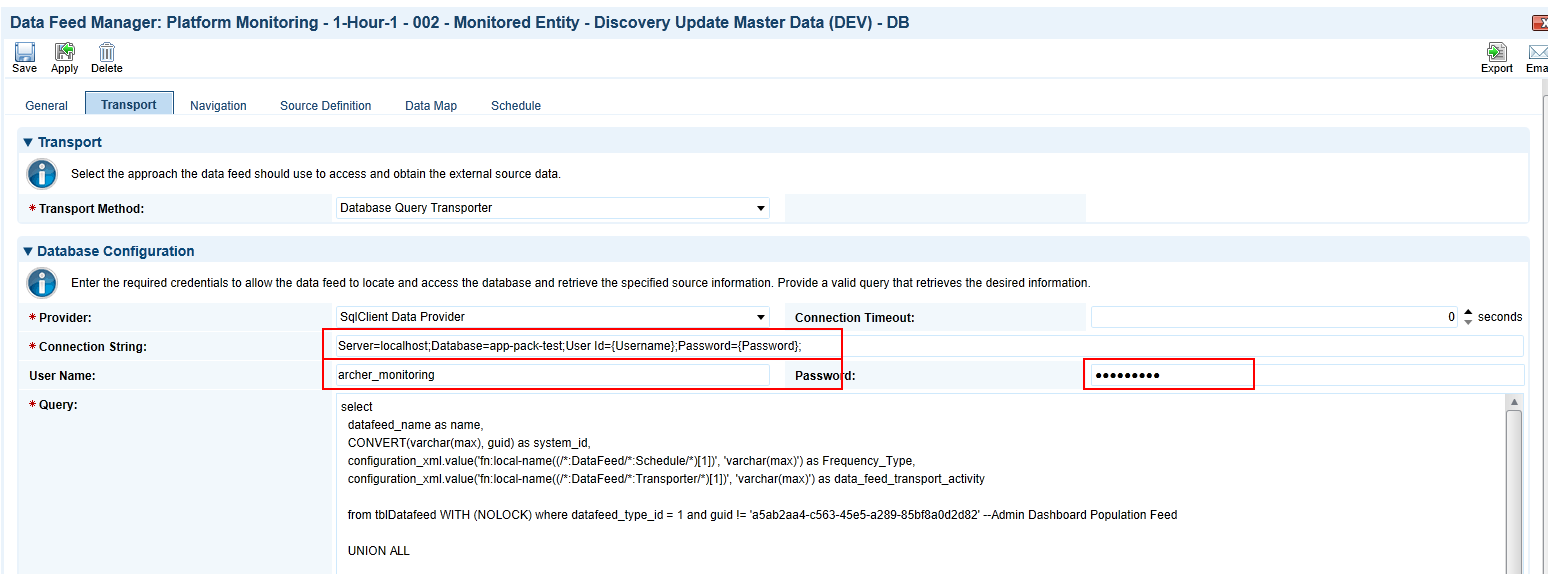 Data Feed Manager: Platform Monitoring - 1-Hour-1 - 002 - Monitored Entity - Discovery Update Master Data (DEV) - DB
Save Apply Delete Export Ema
General Transport Navigation Source Definition Data Map Schedule
Transport
Select the approach the data feed should use to access and obtain the external source data.
* Transport Method: Database Query Transporter
Database Configuration
Enter the required credentials to allow the data feed to locate and access the database and retrieve the specified source information. Provide a valid query that retrieves the desired information.
* Provider: SqlClient Data Provider Connection Timeout: 0 seconds
* Connection String: Server=localhost;Database=app-pack-test;User Id={Username};Password={Password};
User Name: archer_monitoring Password: •••••••••
* Query: select
datafeed_name as name,
CONVERT(varchar(max), guid) as system_id,
configuration_xml.value('fn:local-name((/*:DataFeed/*:Schedule/*)[1])', 'varchar(max)') as Frequency_Type,
configuration_xml.value('fn:local-name((/*:DataFeed/*:Transporter/*)[1])', 'varchar(max)') as data_feed_transport_activity
from tblDatafeed WITH (NOLOCK) where datafeed_type_id = 1 and guid != 'a5ab2aa4-c563-45e5-a289-85bf8a0d2d82' --Admin Dashboard Population Feed
UNION ALL